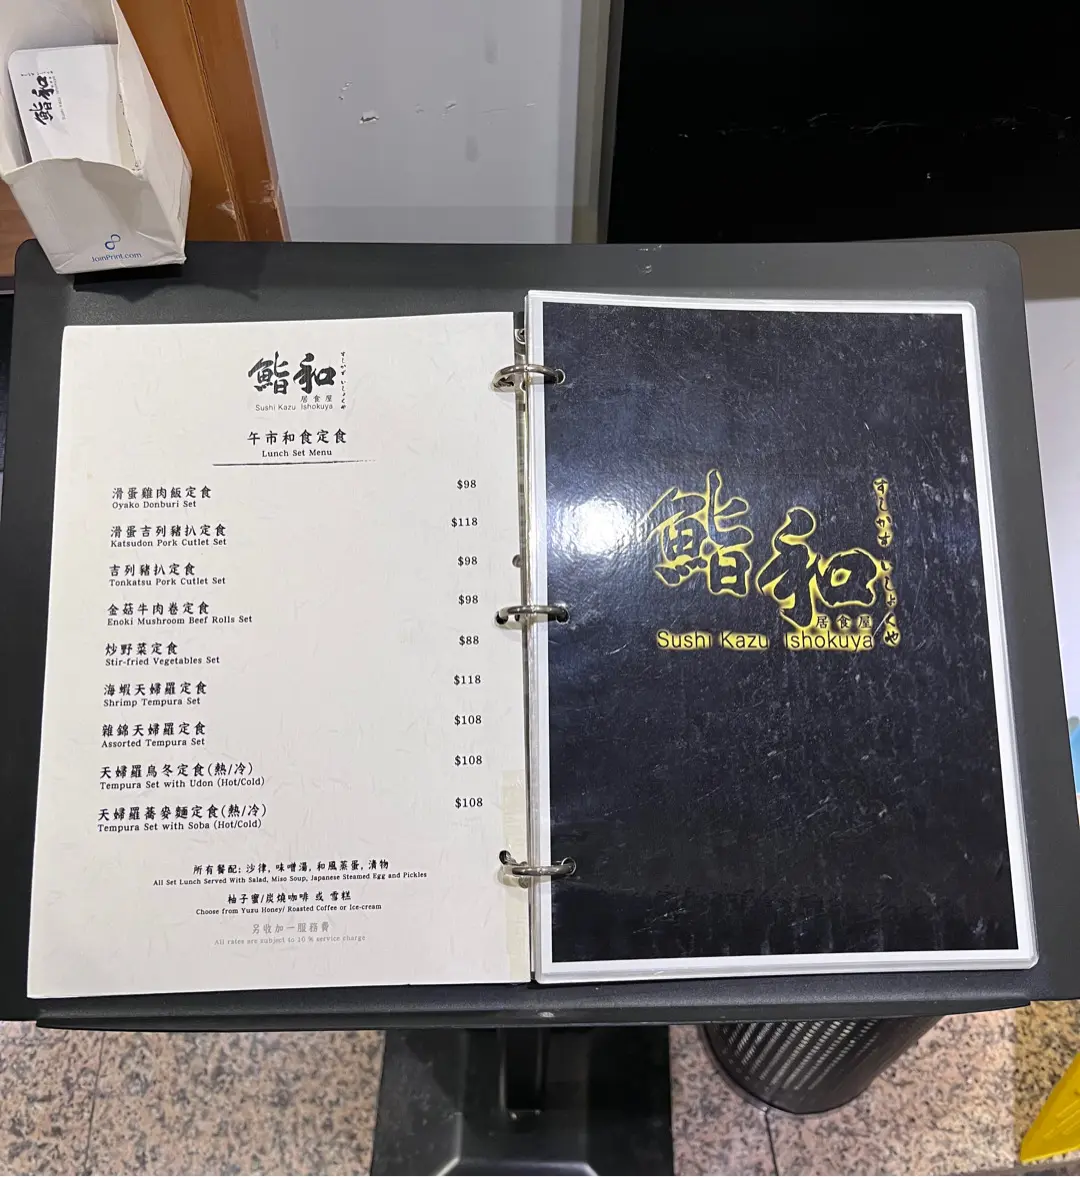 鮨和
Sushi Kazu Ishokuya
JoinPrint.com
鮨和
すしかずいしょくや
居食屋
Sushi Kazu Ishokuya
午市和食定食
Lunch Set Menu
滑蛋雞肉飯定食 $98
Oyako Donburi Set
滑蛋吉列豬扒定食 $118
Katsudon Pork Cutlet Set
吉列豬扒定食 $98
Tonkatsu Pork Cutlet Set
金菇牛肉卷定食 $98
Enoki Mushroom Beef Rolls Set
炒野菜定食 $88
Stir-fried Vegetables Set
海蝦天婦羅定食 $118
Shrimp Tempura Set
雜錦天婦羅定食 $108
Assorted Tempura Set
天婦羅烏冬定食(熱/冷) $108
Tempura Set with Udon (Hot/Cold)
天婦羅蕎麥麵定食(熱/冷) $108
Tempura Set with Soba (Hot/Cold)
所有餐配: 沙律, 味噌湯, 和風蒸蛋, 漬物
All Set Lunch Served With Salad, Miso Soup, Japanese Steamed Egg and Pickles
柚子蜜/炭燒咖啡 或 雪糕
Choose from Yuzu Honey/ Roasted Coffee or Ice-cream
另收加一服務費
All rates are subject to 10 % service charge
鮨和
すしかずいしょくや
居食屋
Sushi Kazu Ishokuya